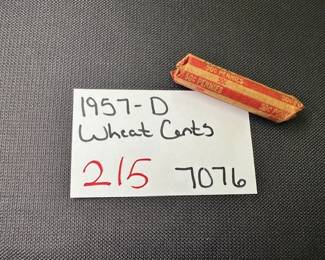 1957-D
Wheat Cents
215 7076
50¢ PENNIES